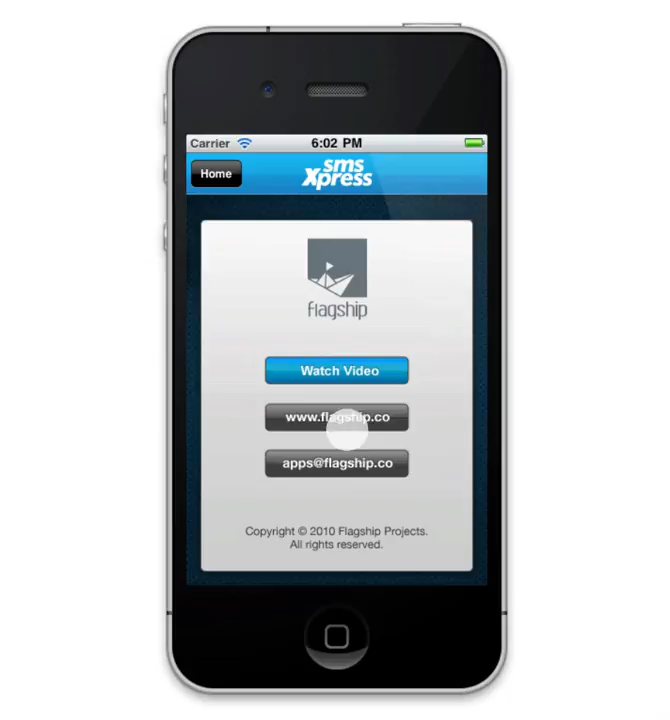 Carrier 6:02 PM
Home
sms
xpress
flagship
Watch Video
www.flagship.co
apps@flagship.co
Copyright © 2010 Flagship Projects.
All rights reserved.